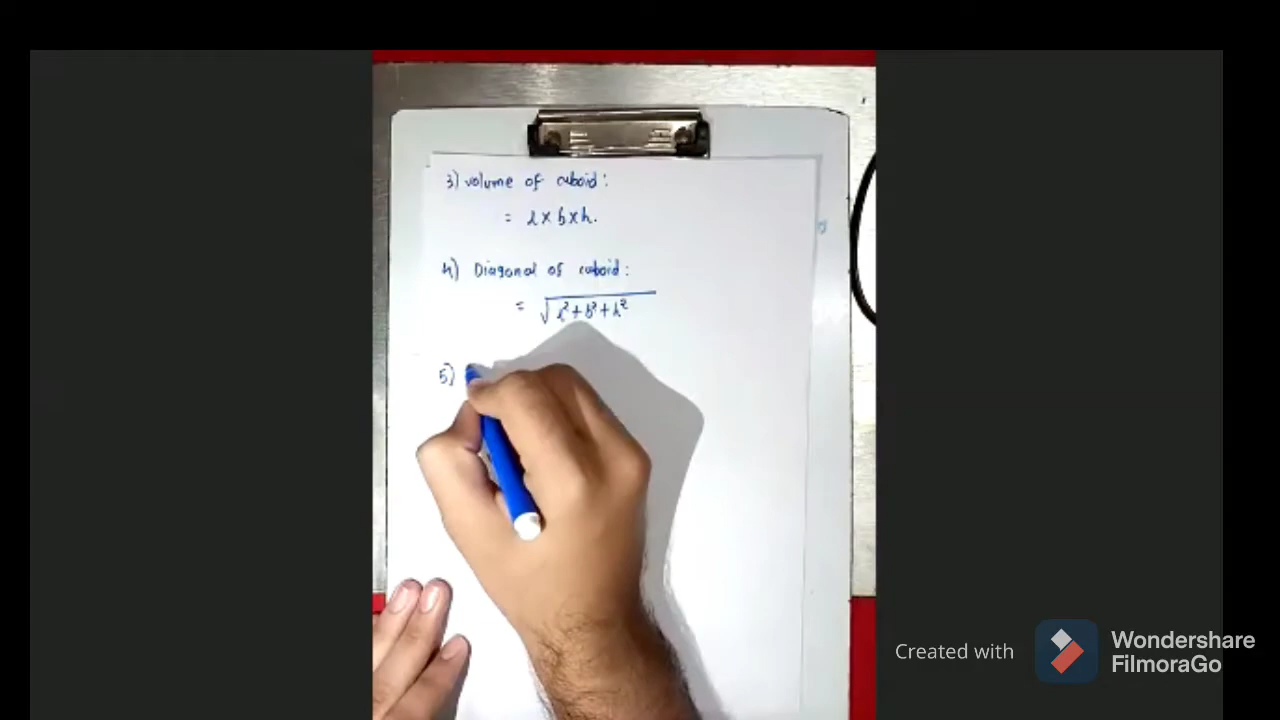 3) volume of cuboid:
= l × b × h.
4) Diagonal of cuboid:
= √l²+b²+h²
5)
Created with
Wondershare
FilmoraGo